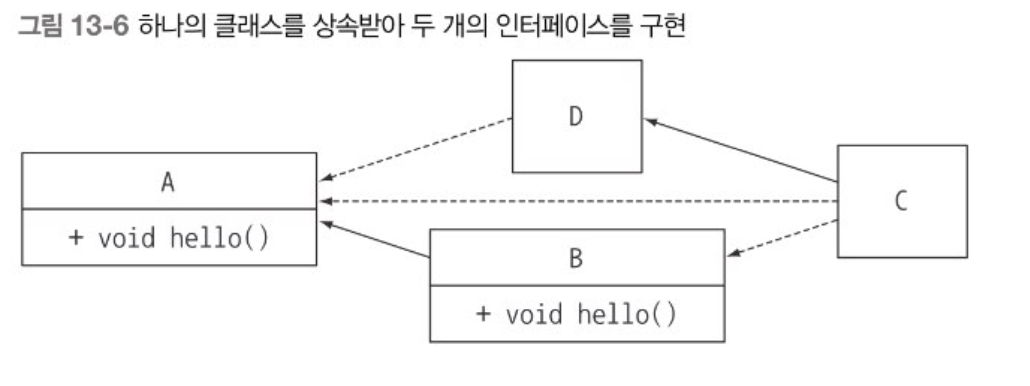 그림 13-6 하나의 클래스를 상속받아 두 개의 인터페이스를 구현
D
A
C
+ void hello()
B
+ void hello()